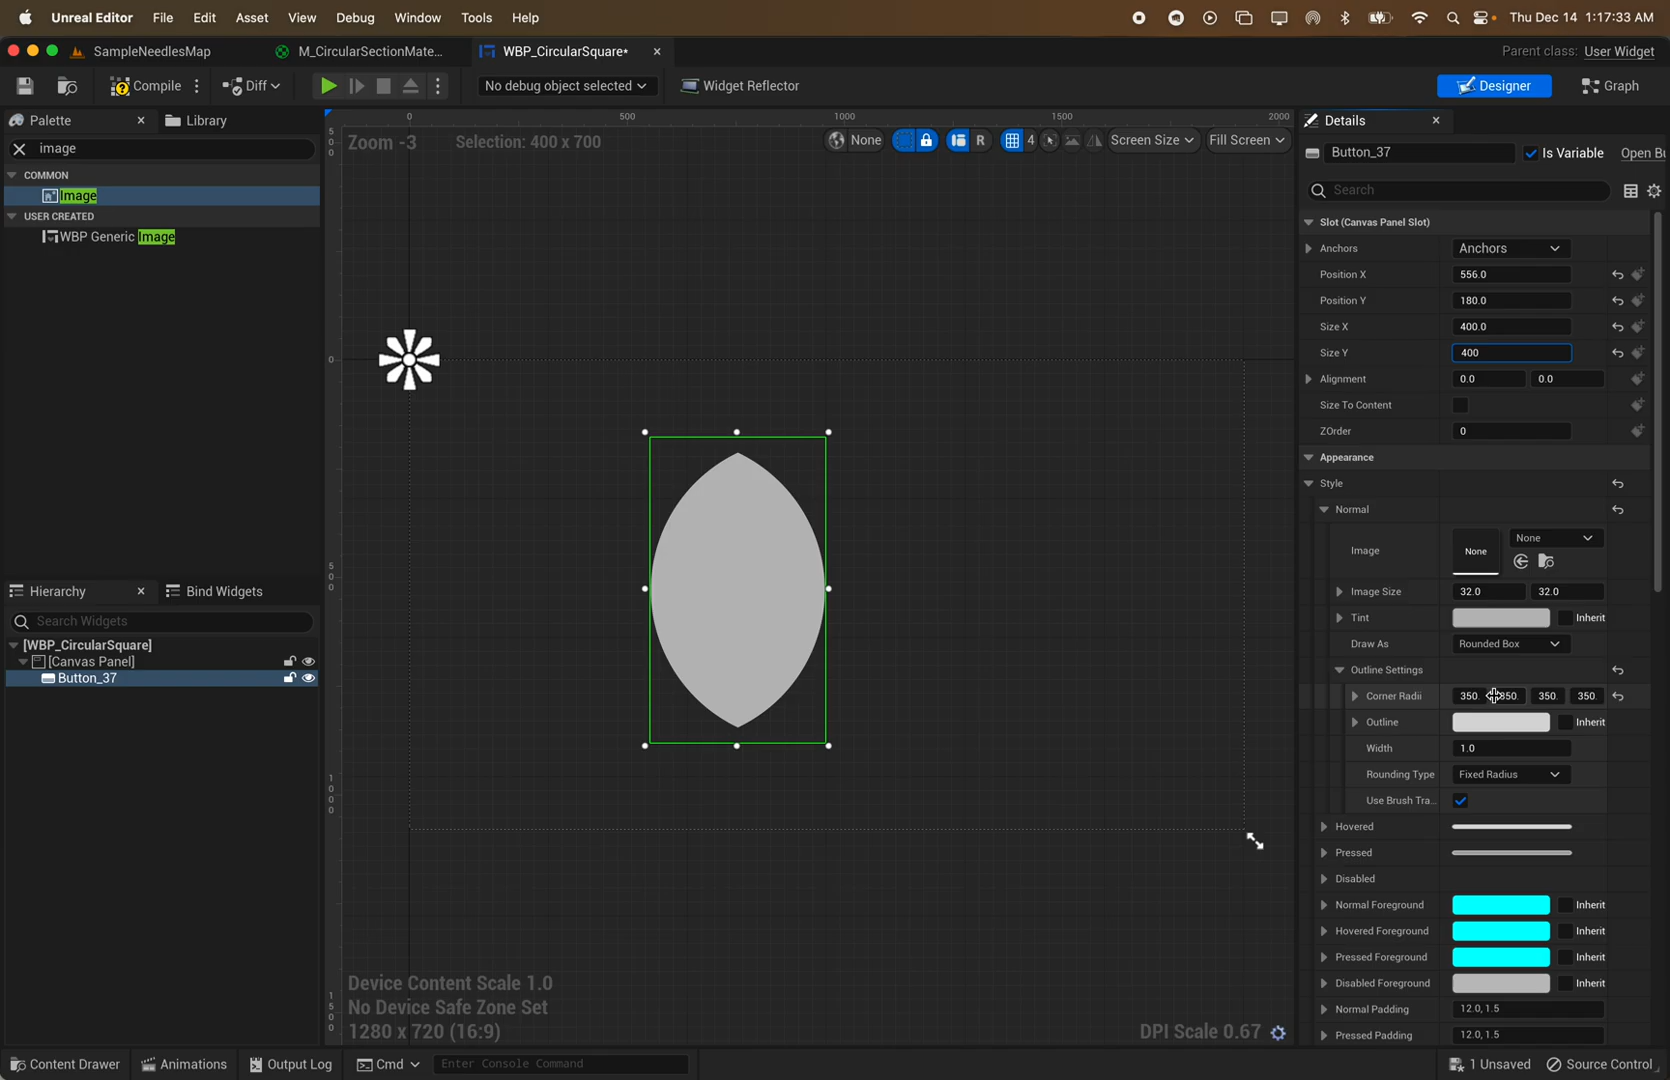 Unreal Editor File Edit Asset View Debug Window Tools Help Thu Dec 14 1:17:33 AM
SampleNeedlesMap M_CircularSectionMate... WBP_CircularSquare* Parent class: User Widget
Compile Diff No debug object selected Widget Reflector Designer Graph
Palette Library
image
COMMON
Image
USER CREATED
WBP Generic Image
Hierarchy Bind Widgets
Search Widgets
[WBP_CircularSquare]
[Canvas Panel]
Button_37
0 500 1000 1500 2000
Zoom -3 Selection: 400 x 700 None R 4 Screen Size Fill Screen
500
0
500
1000
1500
Device Content Scale 1.0
No Device Safe Zone Set
1280 x 720 (16:9) DPI Scale 0.67
Details
Button_37 Is Variable Open Bu
Search
Slot (Canvas Panel Slot)
Anchors Anchors
Position X 556.0
Position Y 180.0
Size X 400.0
Size Y 400
Alignment 0.0 0.0
Size To Content
ZOrder 0
Appearance
Style
Normal
Image None None
Image Size 32.0 32.0
Tint Inherit
Draw As Rounded Box
Outline Settings
Corner Radii 350. 350. 350. 350.
Outline Inherit
Width 1.0
Rounding Type Fixed Radius
Use Brush Tra...
Hovered
Pressed
Disabled
Normal Foreground Inherit
Hovered Foreground Inherit
Pressed Foreground Inherit
Disabled Foreground Inherit
Normal Padding 12.0, 1.5
Pressed Padding 12.0, 1.5
Content Drawer Animations Output Log Cmd Enter Console Command 1 Unsaved Source Control